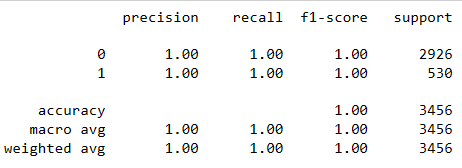 precision recall f1-score support
0 1.00 1.00 1.00 2926
1 1.00 1.00 1.00 530
accuracy 1.00 3456
macro avg 1.00 1.00 1.00 3456
weighted avg 1.00 1.00 1.00 3456